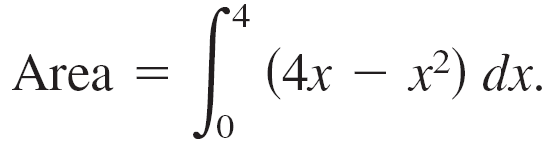 Area = ∫₀⁴ (4x − x²) dx.